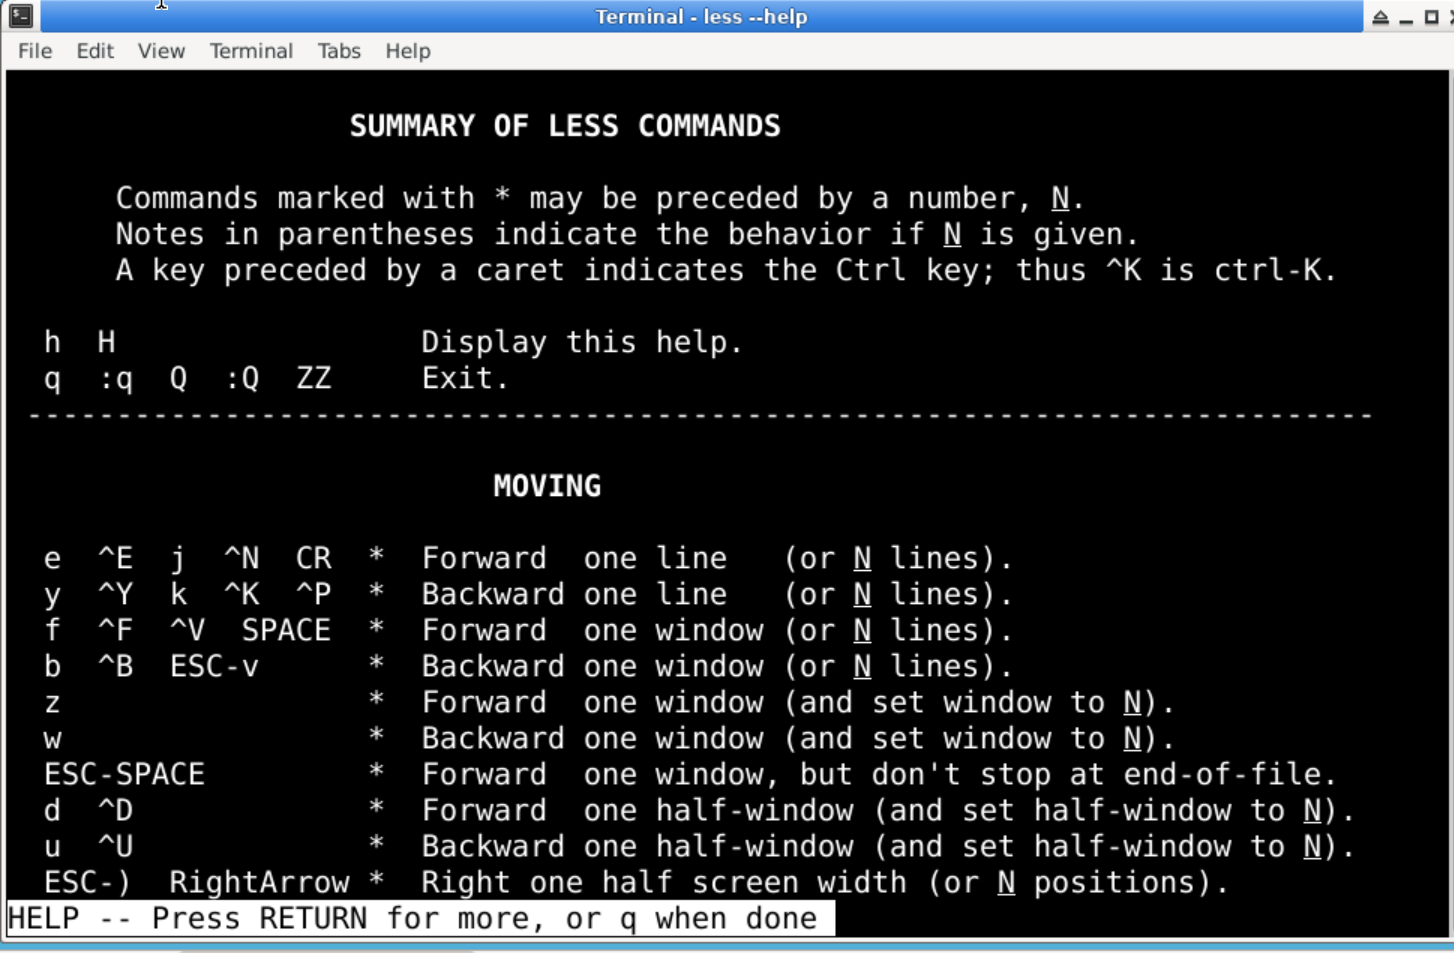 Terminal - less --help
File Edit View Terminal Tabs Help
SUMMARY OF LESS COMMANDS
Commands marked with * may be preceded by a number, N.
Notes in parentheses indicate the behavior if N is given.
A key preceded by a caret indicates the Ctrl key; thus ^K is ctrl-K.
h  H                 Display this help.
q  :q  Q  :Q  ZZ     Exit.
---------------------------------------------------------------------------
MOVING
e  ^E  j  ^N  CR  *  Forward  one line   (or N lines).
y  ^Y  k  ^K  ^P  *  Backward one line   (or N lines).
f  ^F  ^V  SPACE  *  Forward  one window (or N lines).
b  ^B  ESC-v      *  Backward one window (or N lines).
z                 *  Forward  one window (and set window to N).
w                 *  Backward one window (and set window to N).
ESC-SPACE         *  Forward  one window, but don't stop at end-of-file.
d  ^D             *  Forward  one half-window (and set half-window to N).
u  ^U             *  Backward one half-window (and set half-window to N).
ESC-)  RightArrow *  Right one half screen width (or N positions).
HELP -- Press RETURN for more, or q when done